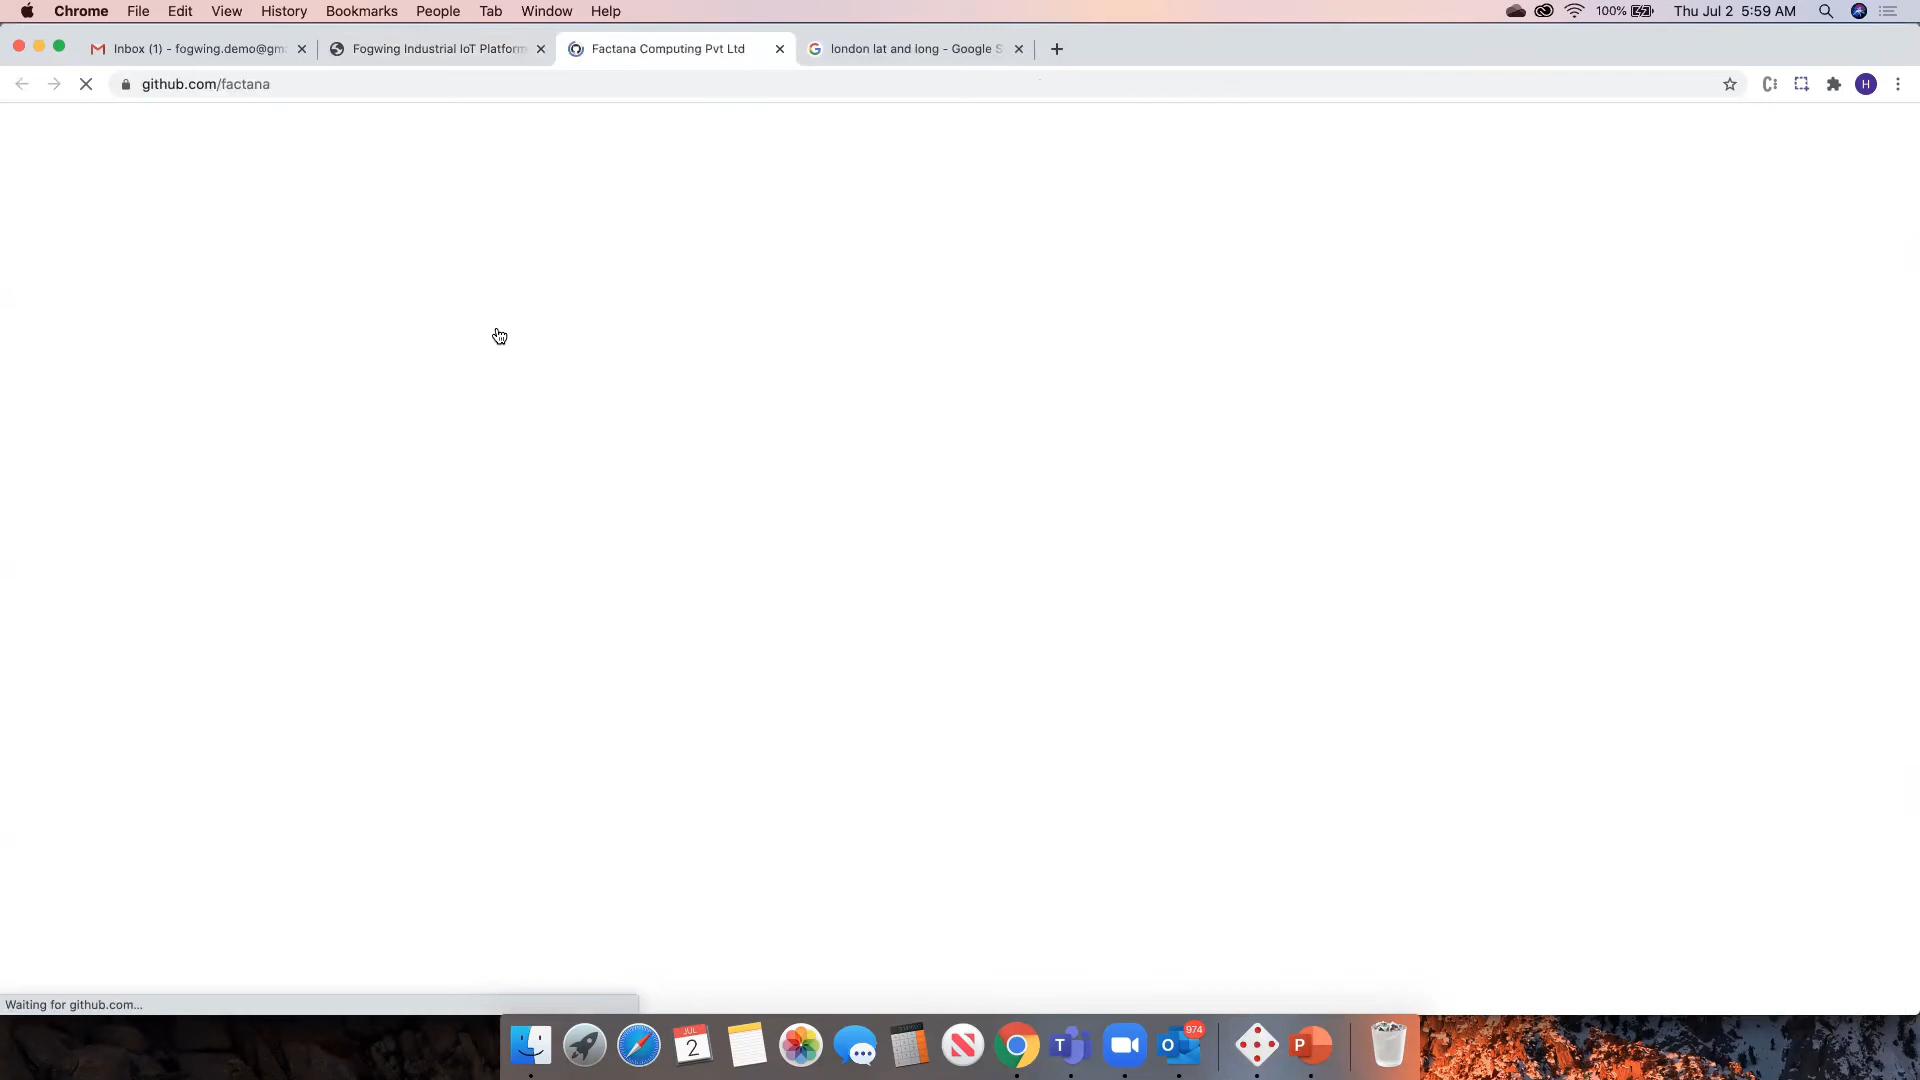 Chrome File Edit View History Bookmarks People Tab Window Help 100% Thu Jul 2 5:59 AM
Inbox (1) - fogwing.demo@gm Fogwing Industrial IoT Platform Factana Computing Pvt Ltd london lat and long - Google S
github.com/factana H
Waiting for github.com...
JUL
2
T
O
974
P